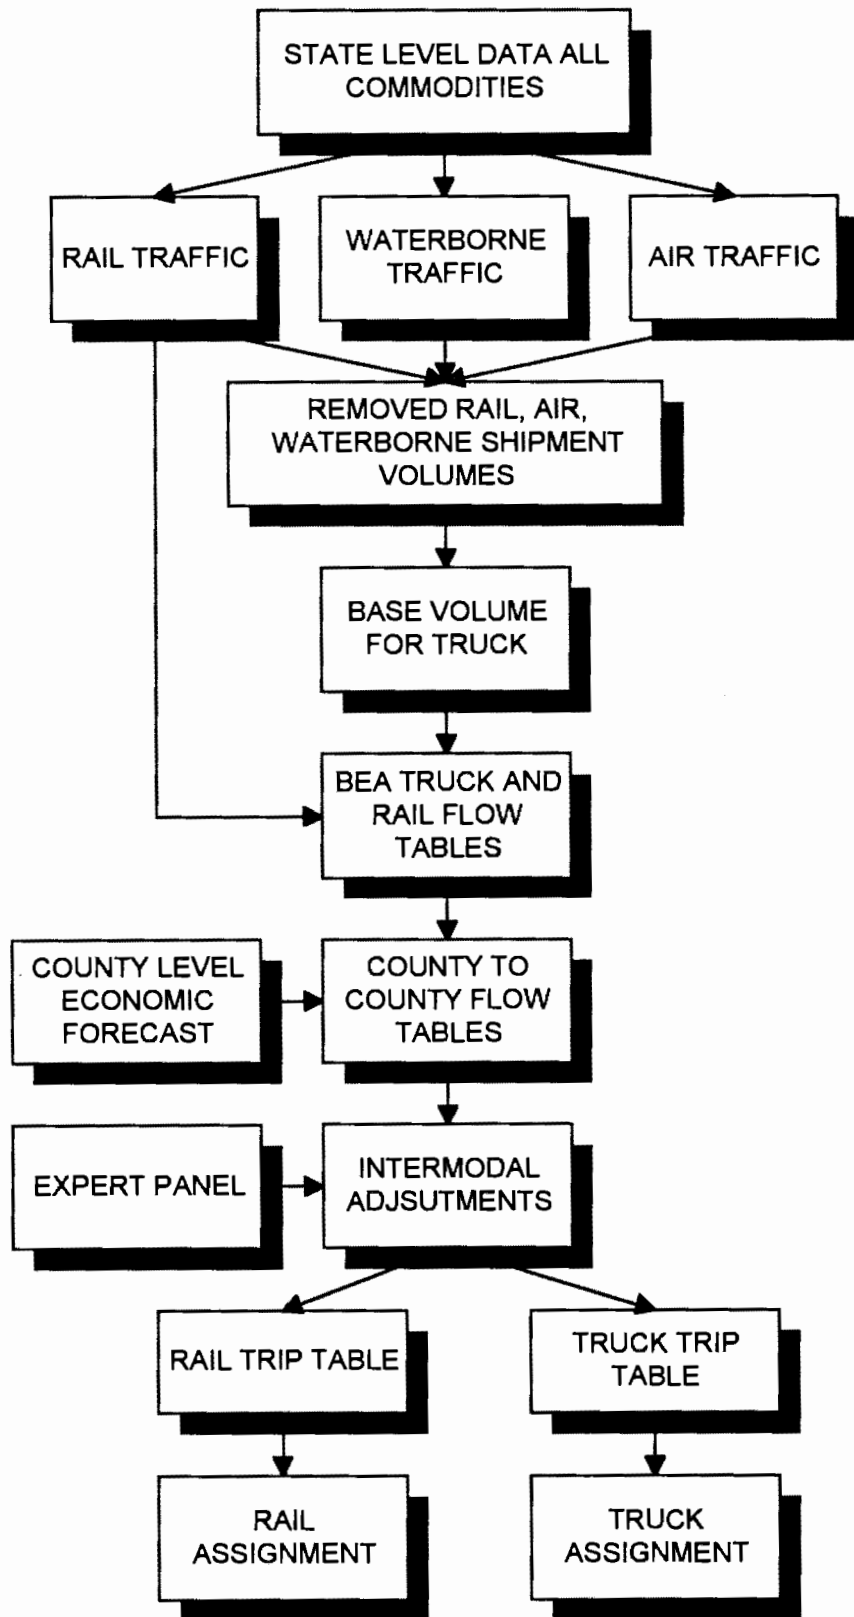 STATE LEVEL DATA ALL
COMMODITIES
RAIL TRAFFIC
WATERBORNE
TRAFFIC
AIR TRAFFIC
REMOVED RAIL, AIR,
WATERBORNE SHIPMENT
VOLUMES
BASE VOLUME
FOR TRUCK
BEA TRUCK AND
RAIL FLOW
TABLES
COUNTY LEVEL
ECONOMIC
FORECAST
COUNTY TO
COUNTY FLOW
TABLES
EXPERT PANEL
INTERMODAL
ADJSUTMENTS
RAIL TRIP TABLE
TRUCK TRIP
TABLE
RAIL
ASSIGNMENT
TRUCK
ASSIGNMENT